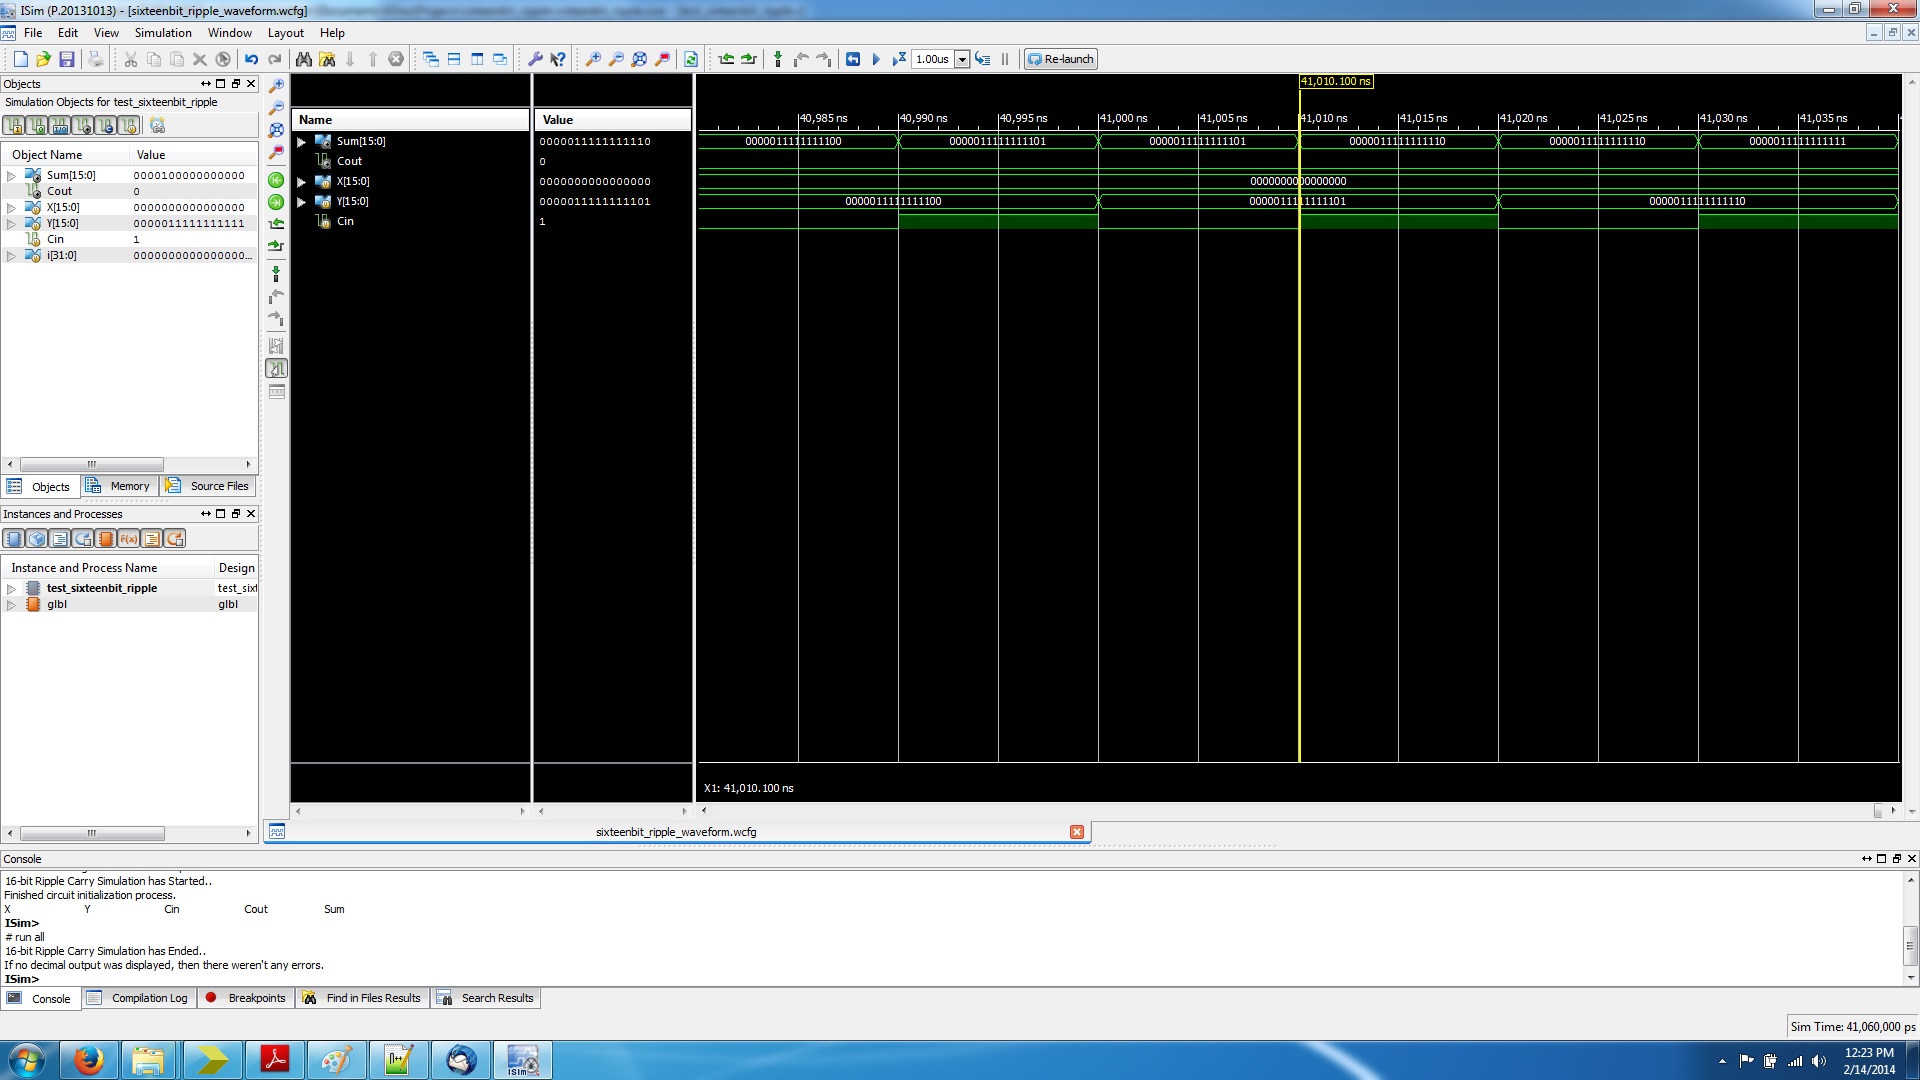 ISim (P.20131013) - [sixteenbit_ripple_waveform.wcfg]
File Edit View Simulation Window Layout Help
1.00us Re-launch
Objects
Simulation Objects for test_sixteenbit_ripple
Object Name Value
Sum[15:0] 0000100000000000
Cout 0
X[15:0] 0000000000000000
Y[15:0] 0000011111111111
Cin 1
i[31:0] 0000000000000000...
Objects Memory Source Files
Instances and Processes
F(x)
Instance and Process Name Design
test_sixteenbit_ripple test_sixt
glbl glbl
Name Value
Sum[15:0] 0000011111111110
Cout 0
X[15:0] 0000000000000000
Y[15:0] 0000011111111101
Cin 1
41,010.100 ns
40,985 ns 40,990 ns 40,995 ns 41,000 ns 41,005 ns 41,010 ns 41,015 ns 41,020 ns 41,025 ns 41,030 ns 41,035 ns
0000011111111100 0000011111111101 0000011111111101 0000011111111110 0000011111111110 0000011111111111
0000000000000000
0000011111111100 0000011111111101 0000011111111110
X1: 41,010.100 ns
sixteenbit_ripple_waveform.wcfg
Console
16-bit Ripple Carry Simulation has Started..
Finished circuit initialization process.
X Y Cin Cout Sum
ISim>
# run all
16-bit Ripple Carry Simulation has Ended..
If no decimal output was displayed, then there weren't any errors.
ISim>
Console Compilation Log Breakpoints Find in Files Results Search Results
Sim Time: 41,060,000 ps
ISim
12:23 PM
2/14/2014